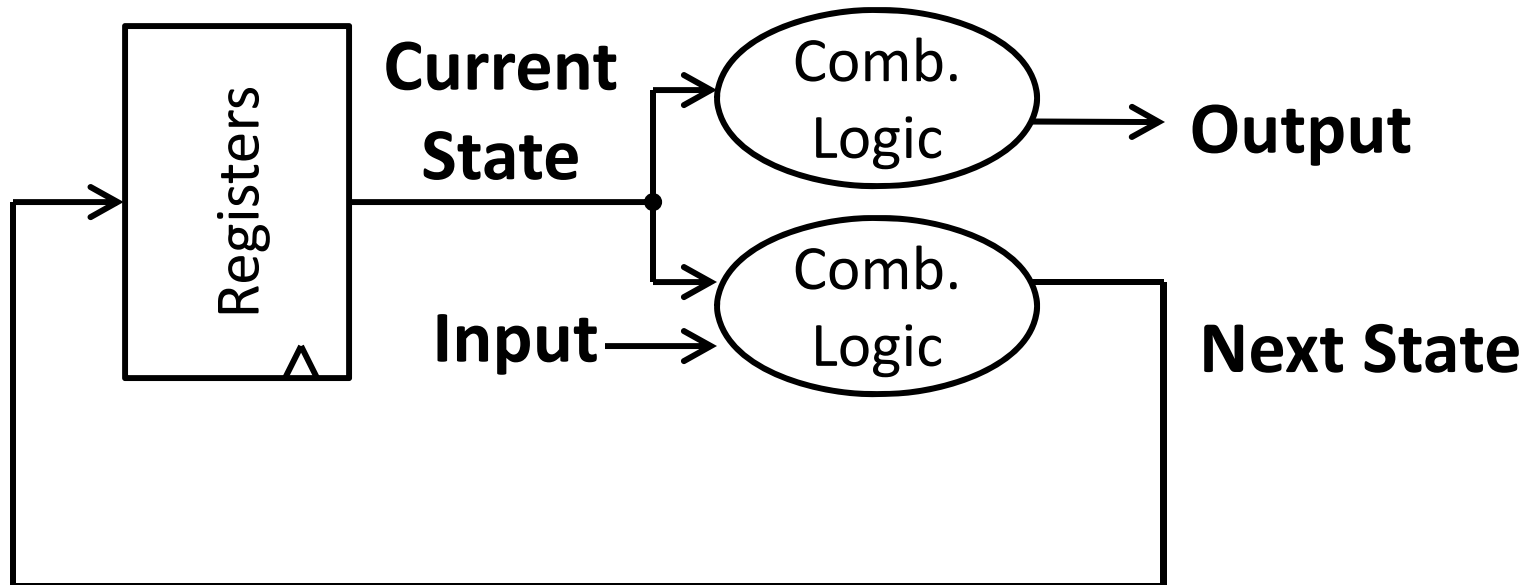 Registers
Current
State
Comb.
Logic
Output
Input
Comb.
Logic
Next State